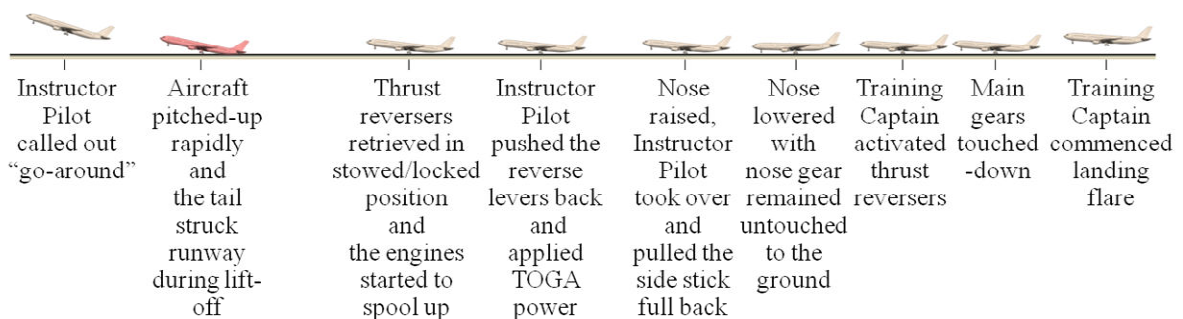 Instructor
Pilot
called out
“go-around”
Aircraft
pitched-up
rapidly
and
the tail
struck
runway
during lift-
off
Thrust
reversers
retrieved in
stowed/locked
position
and
the engines
started to
spool up
Instructor
Pilot
pushed the
reverse
levers back
and
applied
TOGA
power
Nose
raised,
Instructor
Pilot
took over
and
pulled the
side stick
full back
Nose
lowered
with
nose gear
remained
untouched
to the
ground
Training
Captain
activated
thrust
reversers
Main
gears
touched
-down
Training
Captain
commenced
landing
flare